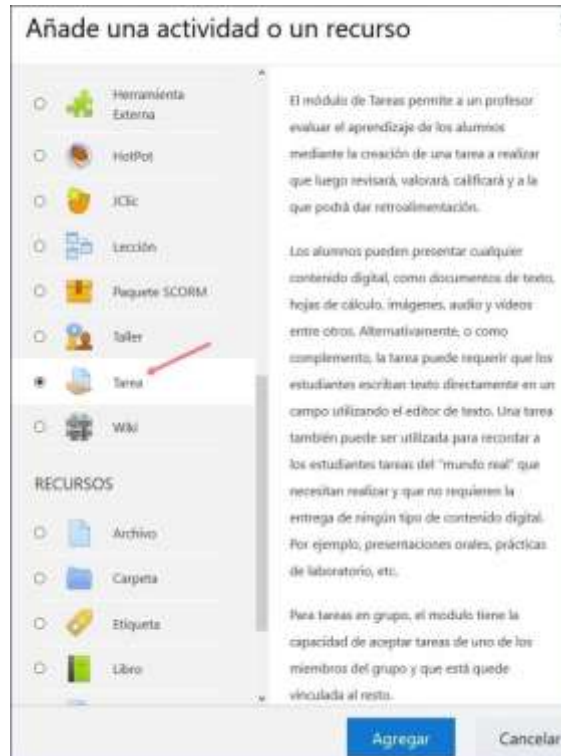 Añade una actividad o un recurso
Herramienta
Externa
HotPot
JClic
Lección
Paquete SCORM
Taller
Tarea
Wiki
RECURSOS
Archivo
Carpeta
Etiqueta
Libro
El módulo de Tareas permite a un profesor
evaluar el aprendizaje de los alumnos
mediante la creación de una tarea a realizar
que luego revisará, valorará, calificará y a la
que podrá dar retroalimentación.
Los alumnos pueden presentar cualquier
contenido digital, como documentos de texto,
hojas de cálculo, imágenes, audio y vídeos
entre otros. Alternativamente, o como
complemento, la tarea puede requerir que los
estudiantes escriban texto directamente en un
campo utilizando el editor de texto. Una tarea
también puede ser utilizada para recordar a
los estudiantes tareas del "mundo real" que
necesitan realizar y que no requieren la
entrega de ningún tipo de contenido digital.
Por ejemplo, presentaciones orales, prácticas
de laboratorio, etc.
Para tareas en grupo, el modulo tiene la
capacidad de aceptar tareas de uno de los
miembros del grupo y que está quede
vinculada al resto.
Agregar
Cancelar